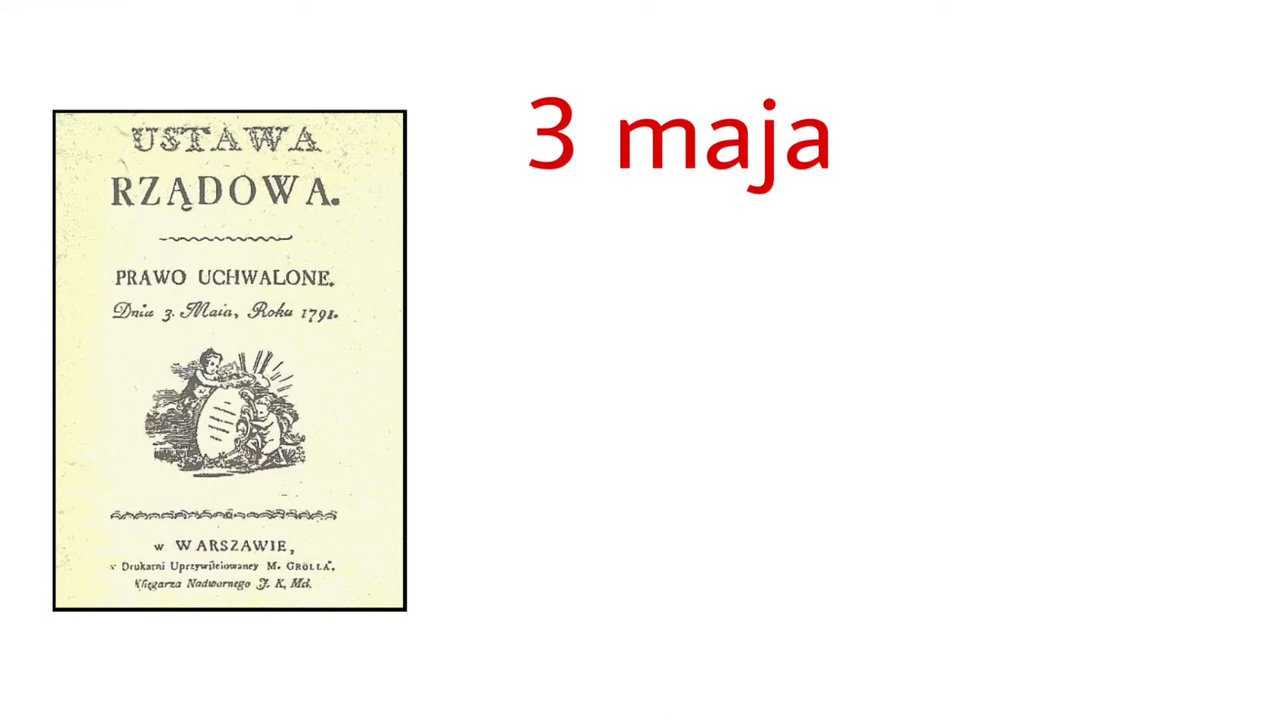 USTAWA
RZĄDOWA.
PRAWO UCHWALONE.
Dnia 3. Maia, Roku 1791.
w WARSZAWIE,
w Drukarni Uprzywileiowaney M. GRÖLLA,
Księgarza Nadwornego J. K. Mci.
3 maja